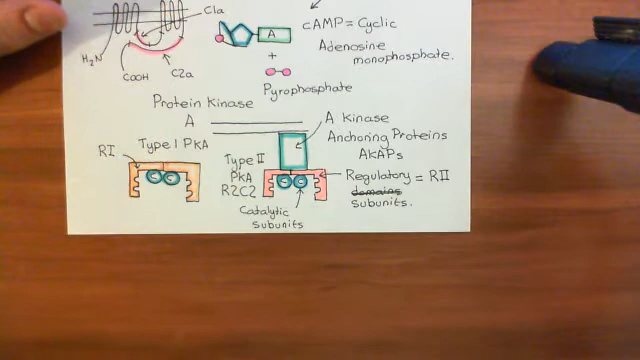 C1a
A
cAMP = Cyclic
Adenosine
monophosphate.
H2N
COOH
C2a
+
Pyrophosphate
Protein Kinase
A
A Kinase
Anchoring Proteins
AKAPs
RI
Type I PKA
Type II
PKA
R2C2
C C
C C
Regulatory = RII
domains
subunits.
Catalytic
subunits